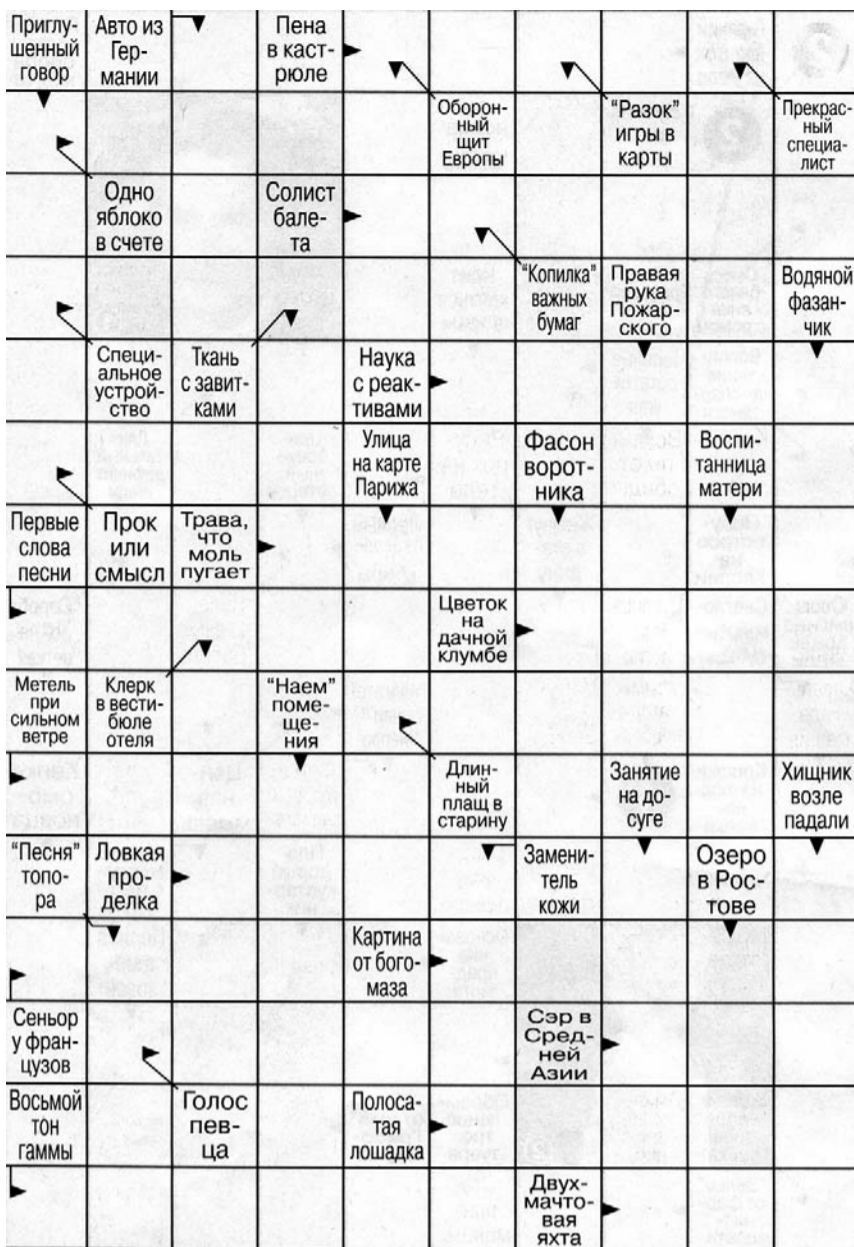 Приглу-
шенный
говор
Авто из
Гер-
мании
Пена
в каст-
рюле
Оборон-
ный
щит
Европы
“Разок”
игры в
карты
Прекрас-
ный
специа-
лист
Одно
яблоко
в счете
Солист
бале-
та
“Копилка”
важных
бумаг
Правая
рука
Пожар-
ского
Водяной
фазан-
чик
Специ-
альное
устрой-
ство
Ткань
с завит-
ками
Наука
с реак-
тивами
Улица
на карте
Парижа
Фасон
ворот-
ника
Воспи-
танница
матери
Первые
слова
песни
Прок
или
смысл
Трава,
что
моль
пугает
Цветок
на
дачной
клумбе
Метель
при
сильном
ветре
Клерк
в вести-
бюле
отеля
“Наем”
поме-
ще-
ния
Длин-
ный
плащ в
старину
Занятие
на до-
суге
Хищник
возле
падали
“Песня”
топо-
ра
Ловкая
про-
делка
Замени-
тель
кожи
Озеро
в Рос-
тове
Картина
от бого-
маза
Сеньор
у фран-
цузов
Сэр в
Сред-
ней
Азии
Восьмой
тон
гаммы
Голос
пев-
ца
Полоса-
тая
лошадка
Двух-
мачто-
вая
яхта